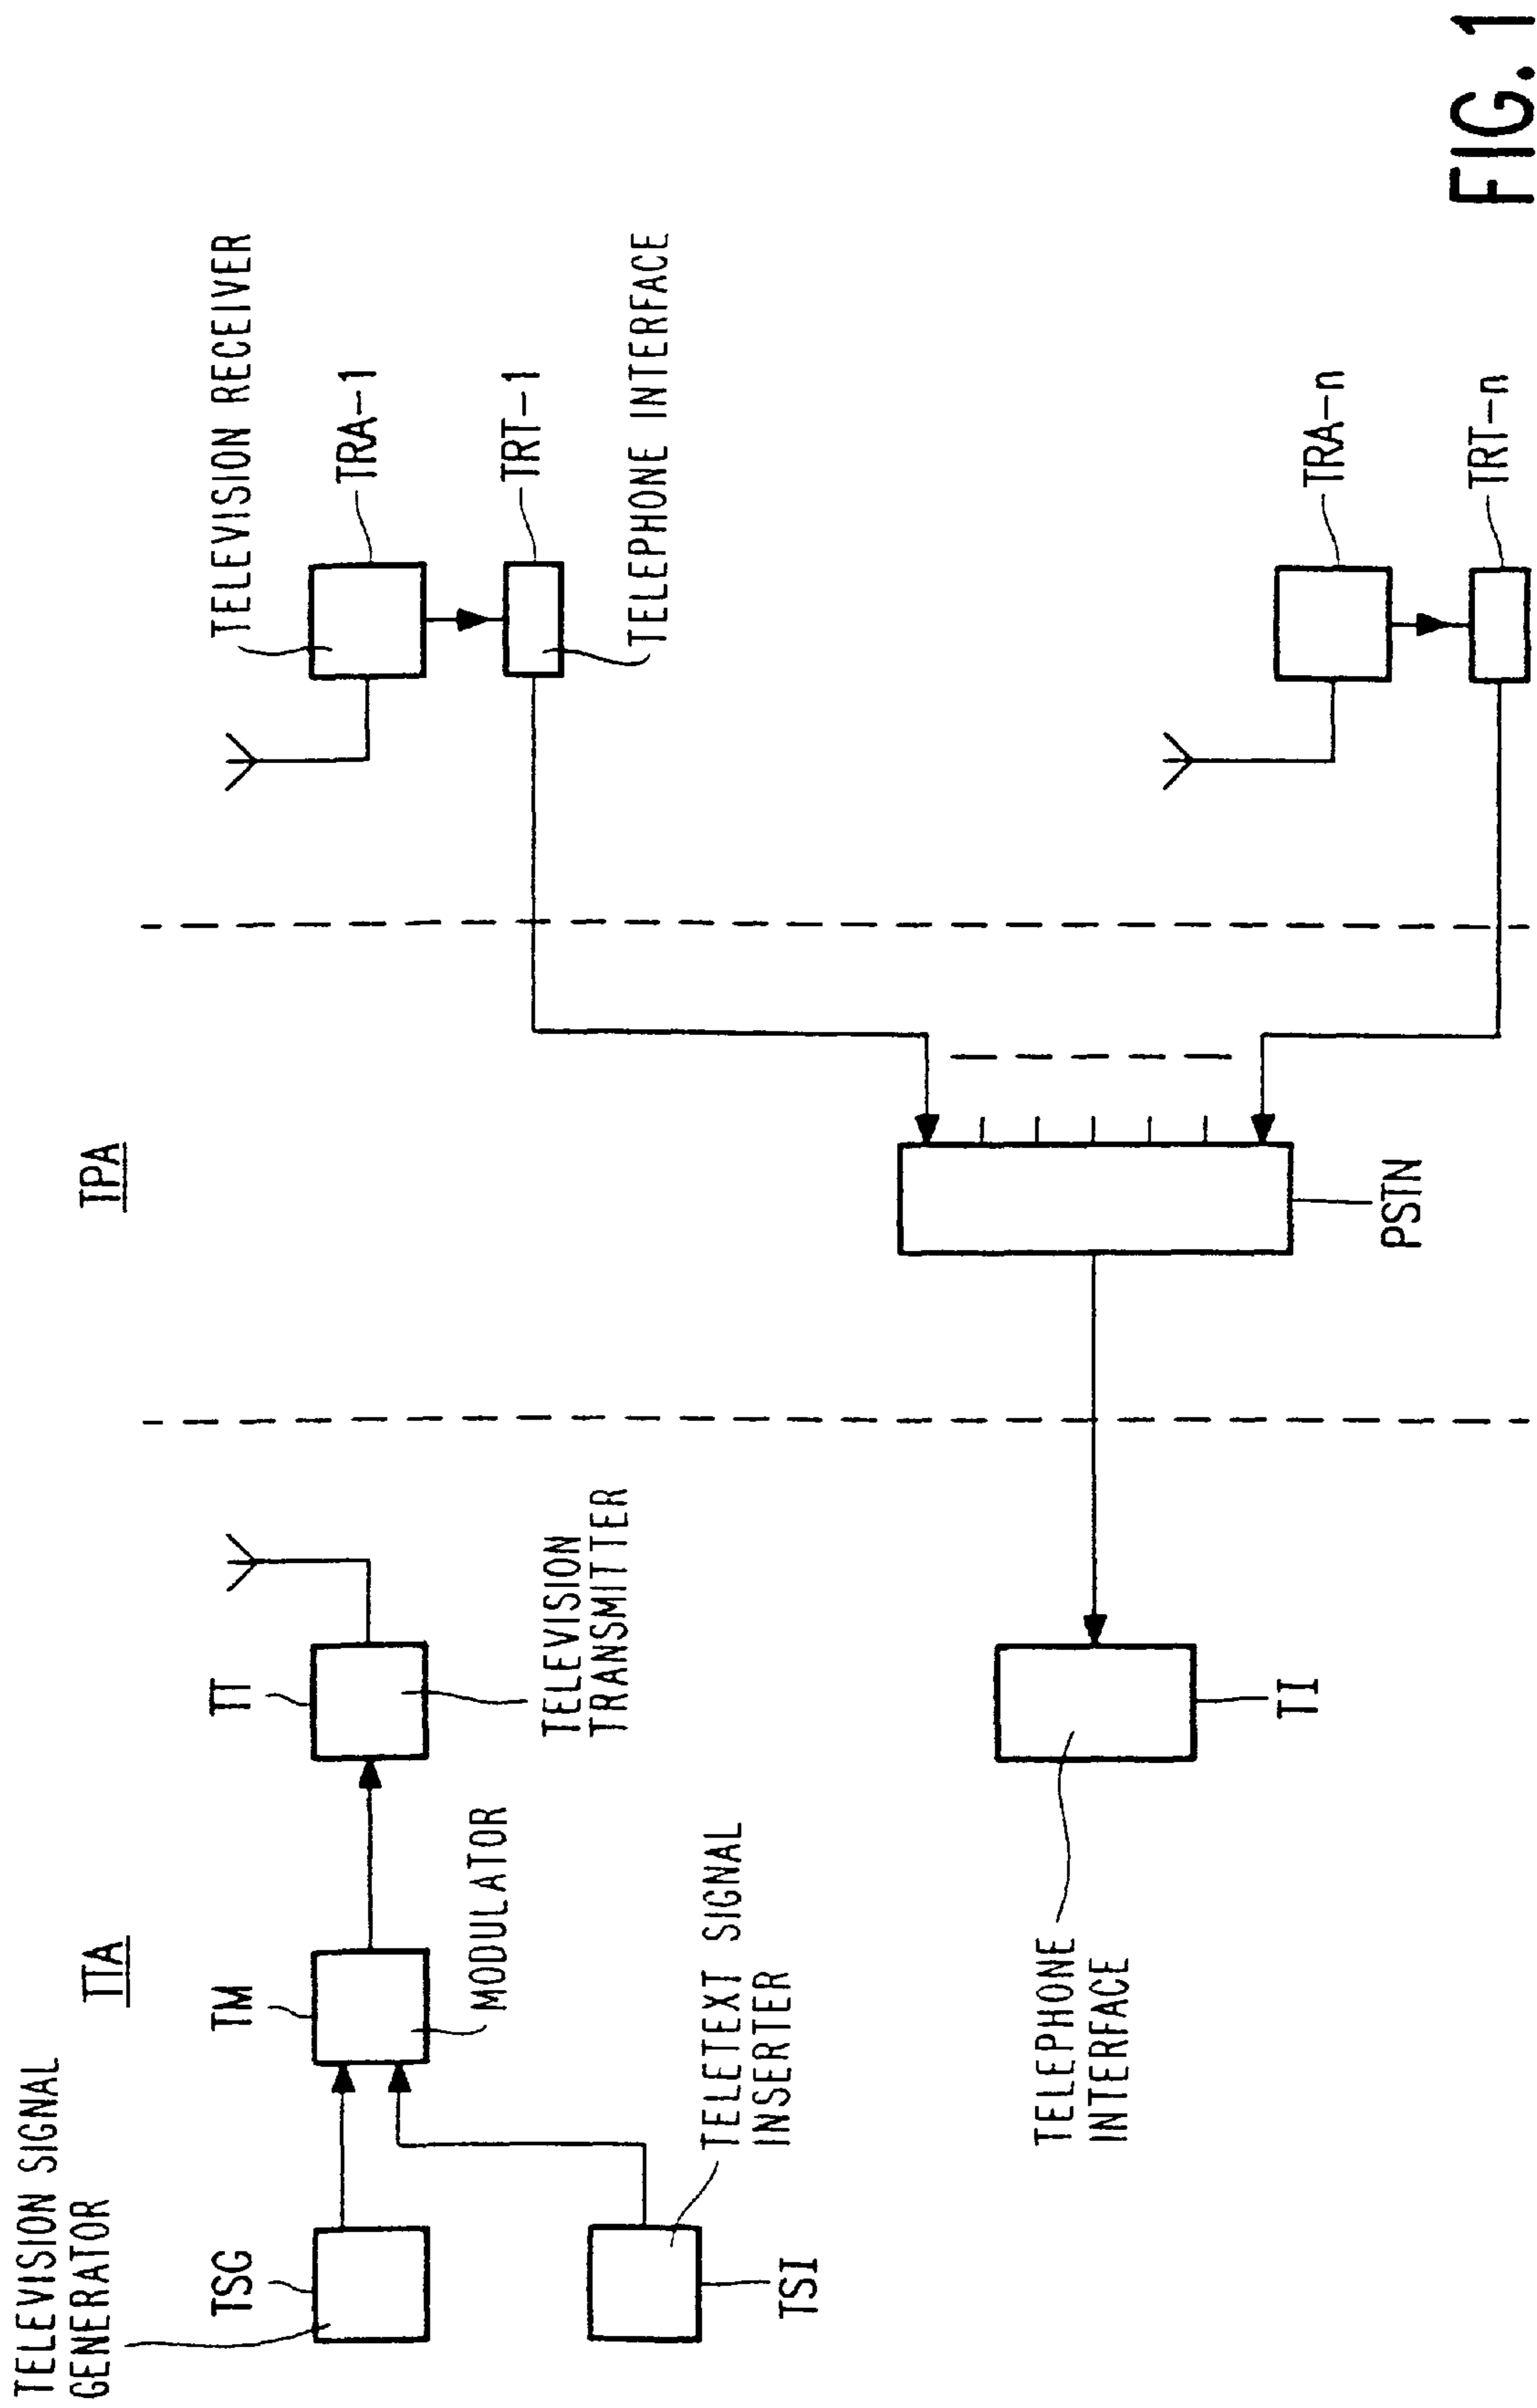 TTA
TPA
TELEVISION SIGNAL
GENERATOR
TSG
TM
TT
TELEVISION RECEIVER
TRA-1
MODULATOR
TELEVISION
TRANSMITTER
TRT-1
TELEPHONE INTERFACE
TELETEXT SIGNAL
INSERTER
TSI
TELEPHONE
INTERFACE
TI
PSTN
TRA-n
TRT-n
FIG. 1